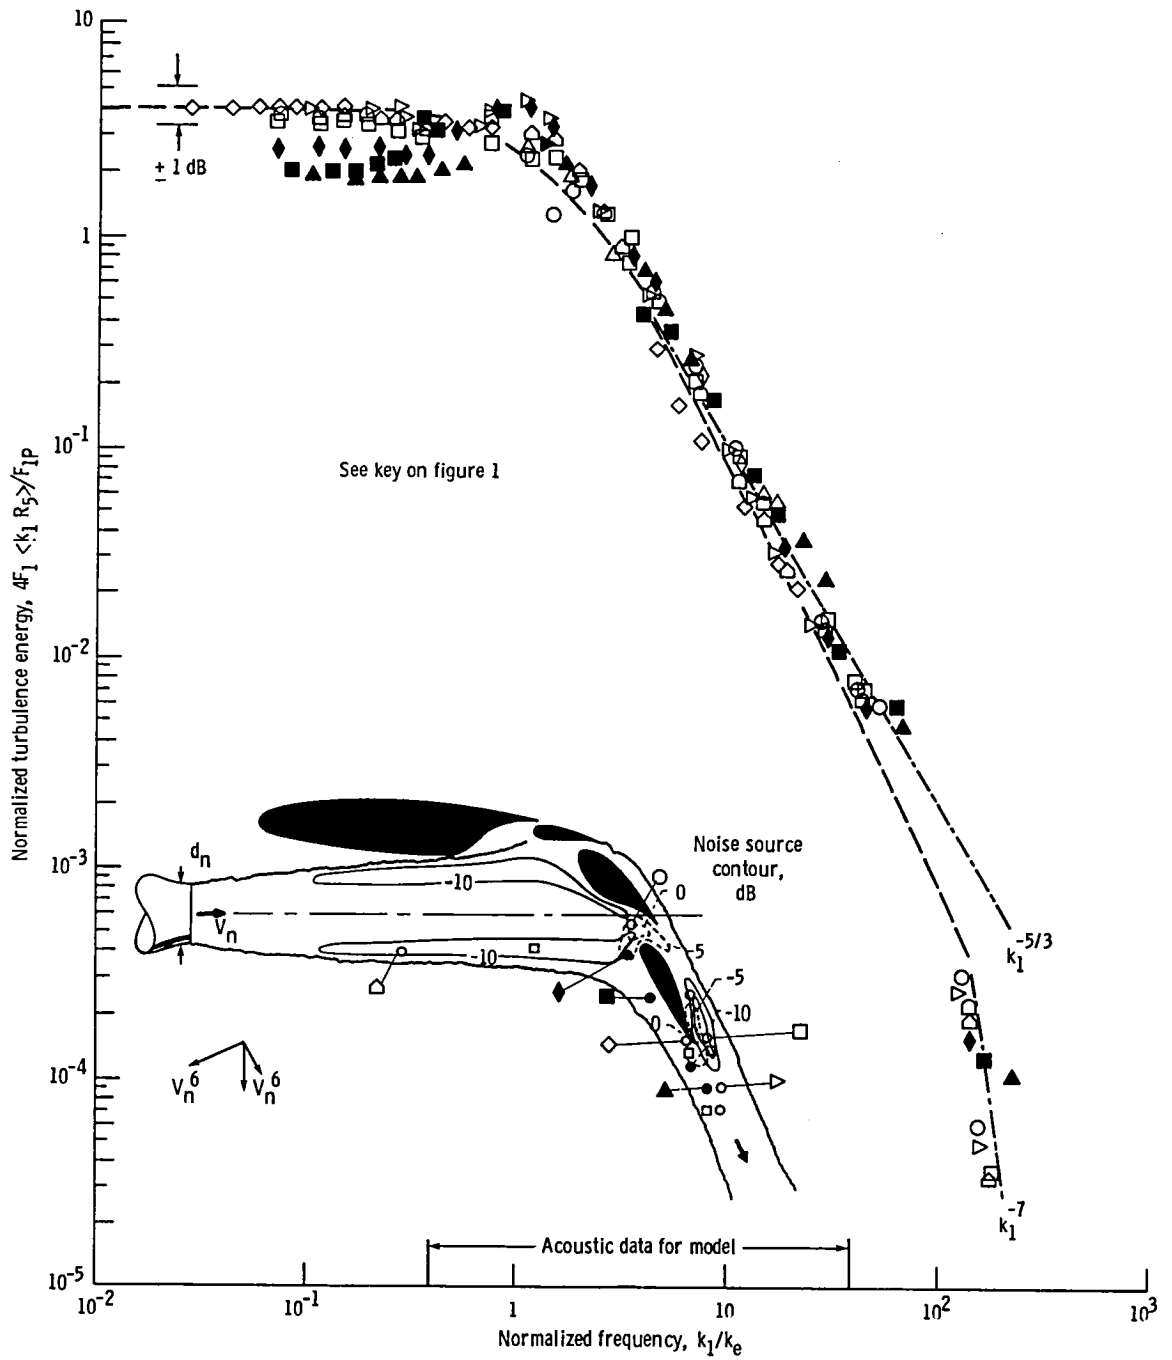 10
± 1 dB
1
10⁻¹
See key on figure 1
Normalized turbulence energy, 4F₁ <k₁ R₅>/F₁ₚ
10⁻²
Noise source
contour,
dB
10⁻³
dₙ
-10
0
Vₙ
-5
k₁^-5/3
-10
-5
-10
0
Vₙ⁶
Vₙ⁶
10⁻⁴
k₁⁻⁷
Acoustic data for model
10⁻⁵
10⁻² 10⁻¹ 1 10 10² 10³
Normalized frequency, k₁/kₑ